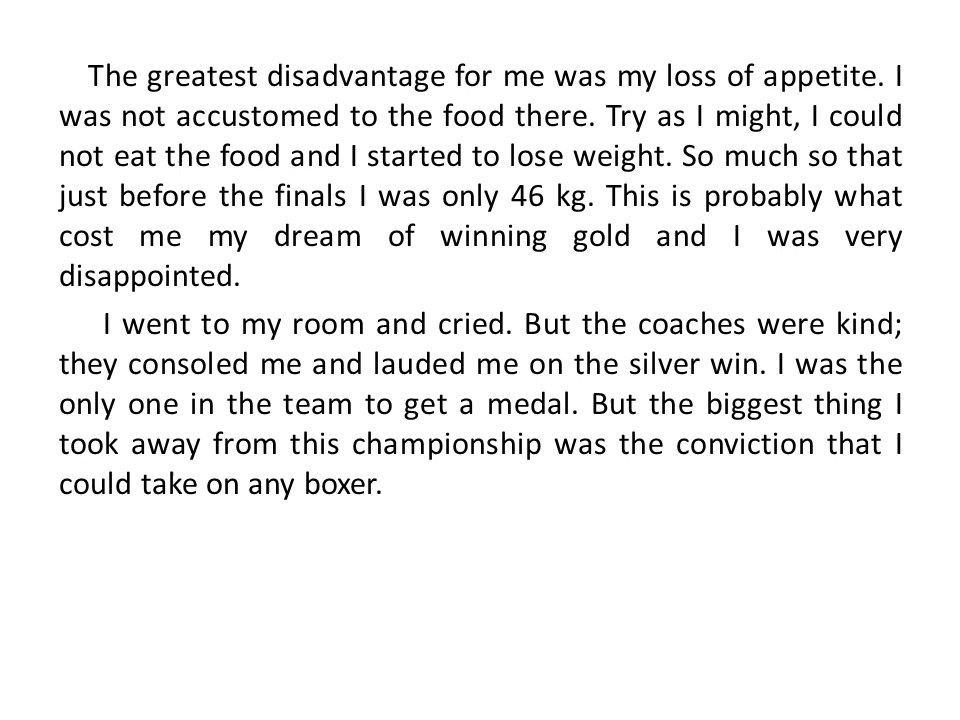 The greatest disadvantage for me was my loss of appetite. I
was not accustomed to the food there. Try as I might, I could
not eat the food and I started to lose weight. So much so that
just before the finals I was only 46 kg. This is probably what
cost me my dream of winning gold and I was very
disappointed.
I went to my room and cried. But the coaches were kind;
they consoled me and lauded me on the silver win. I was the
only one in the team to get a medal. But the biggest thing I
took away from this championship was the conviction that I
could take on any boxer.